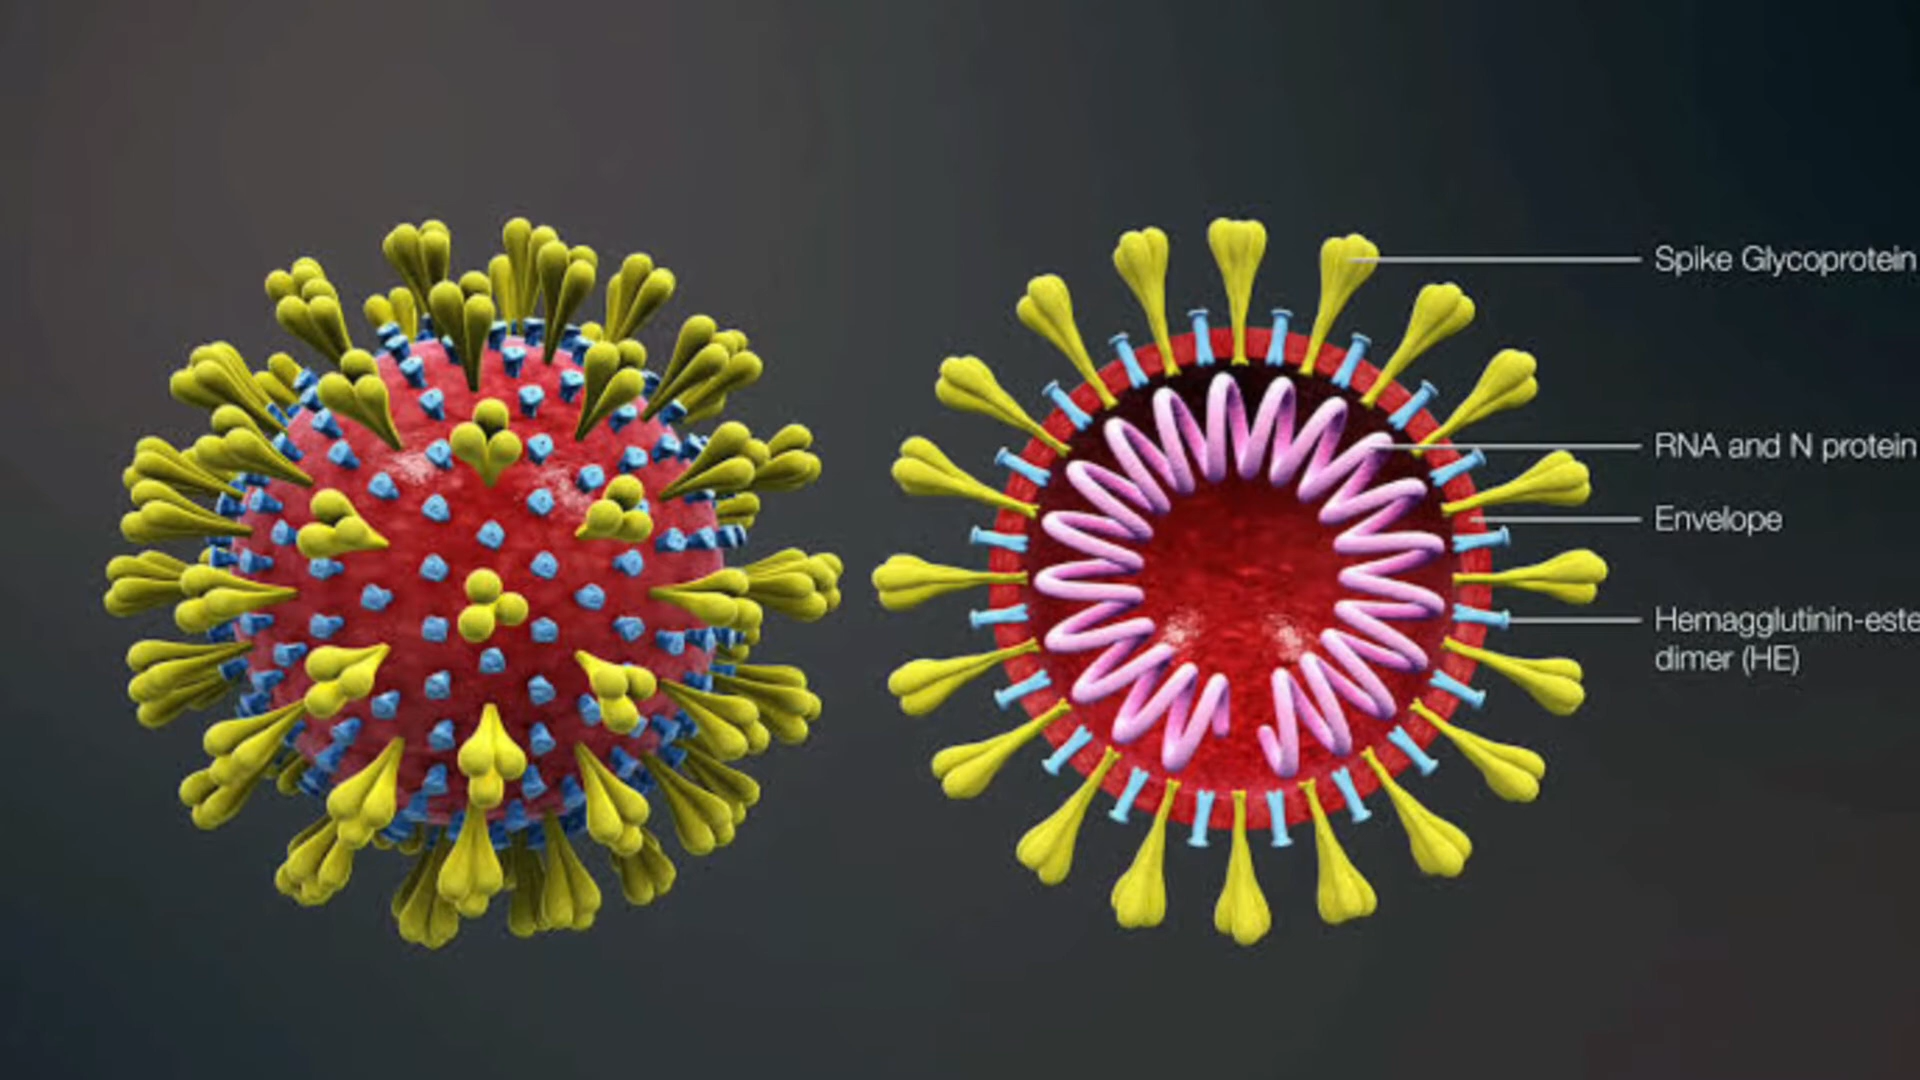 Spike Glycoprotein
RNA and N protein
Envelope
Hemagglutinin-este
dimer (HE)